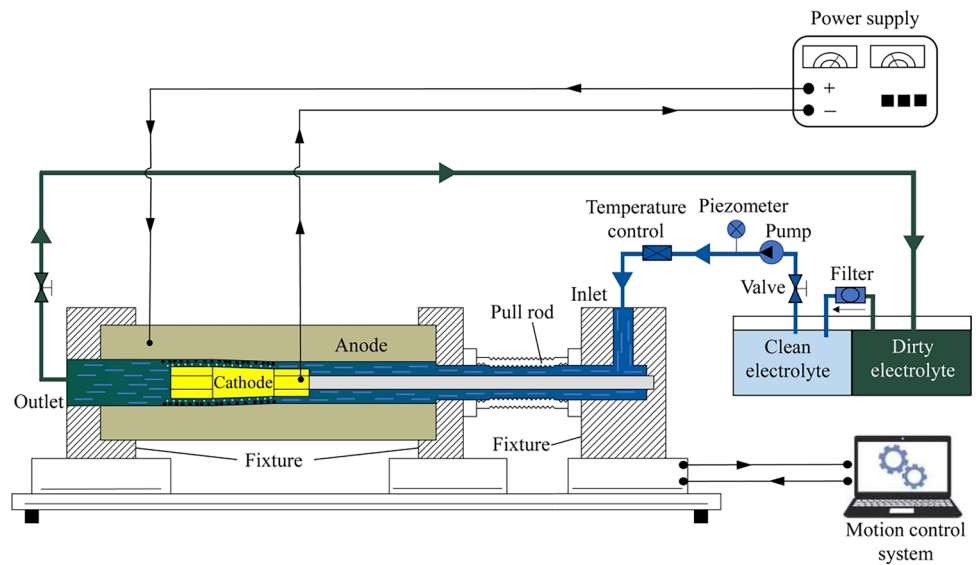 Power supply
+
−
Temperature
control
Piezometer
Pump
Valve
Filter
Inlet
Pull rod
Anode
Cathode
Clean
electrolyte
Dirty
electrolyte
Outlet
Fixture
Fixture
Motion control
system